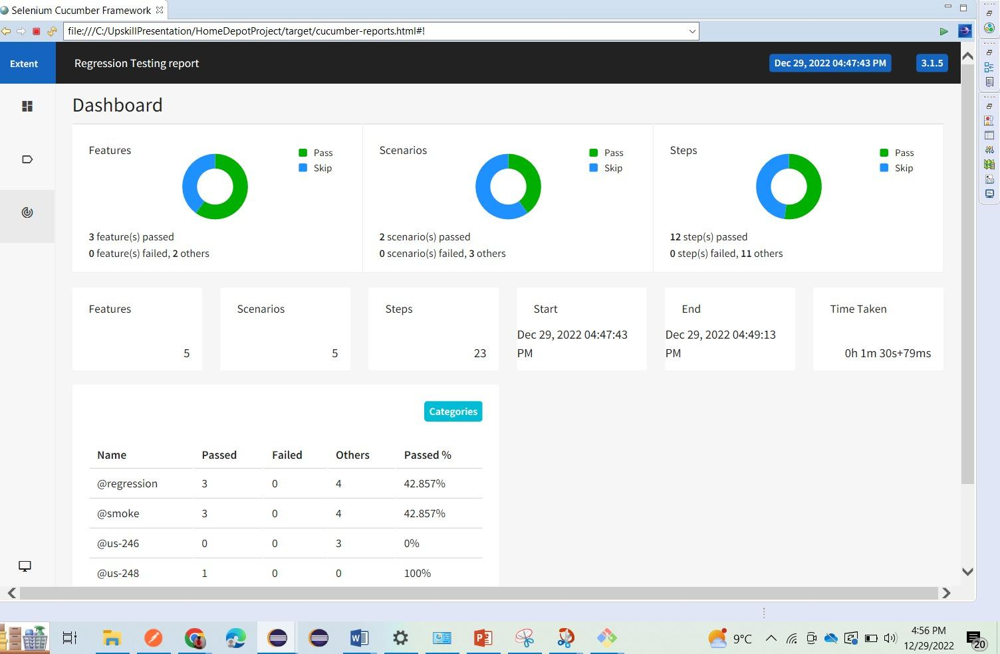 Selenium Cucumber Framework
file:///C:/UpskillPresentation/HomeDepotProject/target/cucumber-reports.html#!
Extent
Regression Testing report
Dec 29, 2022 04:47:43 PM
3.1.5
Dashboard
Features
Pass
Skip
3 feature(s) passed
0 feature(s) failed, 2 others
Scenarios
Pass
Skip
2 scenario(s) passed
0 scenario(s) failed, 3 others
Steps
Pass
Skip
12 step(s) passed
0 step(s) failed, 11 others
Features
5
Scenarios
5
Steps
23
Start
Dec 29, 2022 04:47:43
PM
End
Dec 29, 2022 04:49:13
PM
Time Taken
0h 1m 30s+79ms
Categories
Name Passed Failed Others Passed %
@regression 3 0 4 42.857%
@smoke 3 0 4 42.857%
@us-246 0 0 3 0%
@us-248 1 0 0 100%
9°C
4:56 PM
12/29/2022
20